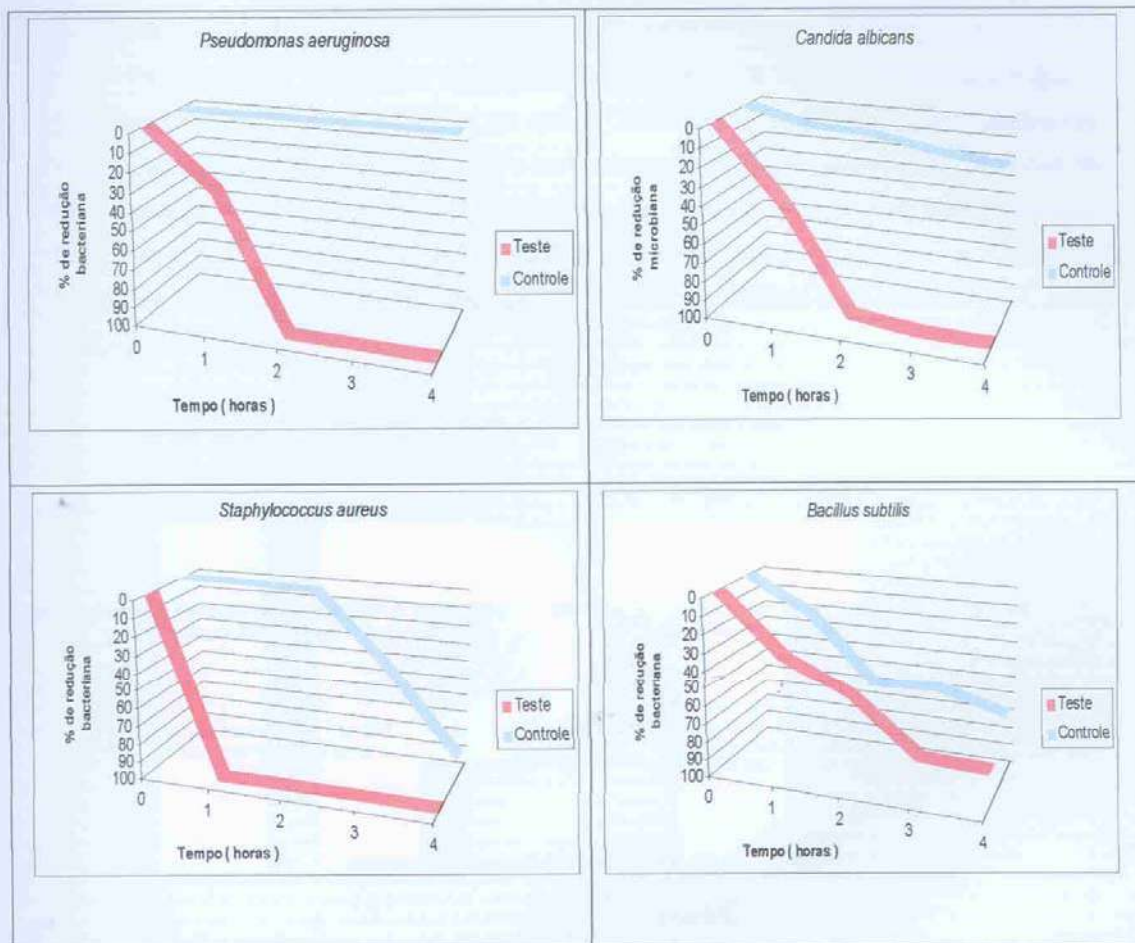 Pseudomonas aeruginosa
0
10
20
30
40
50
60
70
80
90
100
% de redução
bacteriana
0
1
2
3
4
Tempo ( horas )
Teste
Controle
Candida albicans
0
10
20
30
40
50
60
70
80
90
100
% de redução
microbiana
0
1
2
3
4
Tempo ( horas )
Teste
Controle
Staphylococcus aureus
0
10
20
30
40
50
60
70
80
90
100
% de redução
bacteriana
0
1
2
3
4
Tempo ( horas )
Teste
Controle
Bacillus subtilis
0
10
20
30
40
50
60
70
80
90
100
% de redução
bacteriana
0
1
2
3
4
Tempo ( horas )
Teste
Controle